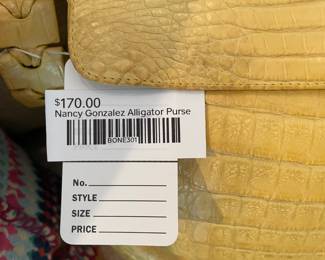 $170.00
Nancy Gonzalez Alligator Purse
BONE301
No.
STYLE
SIZE
PRICE